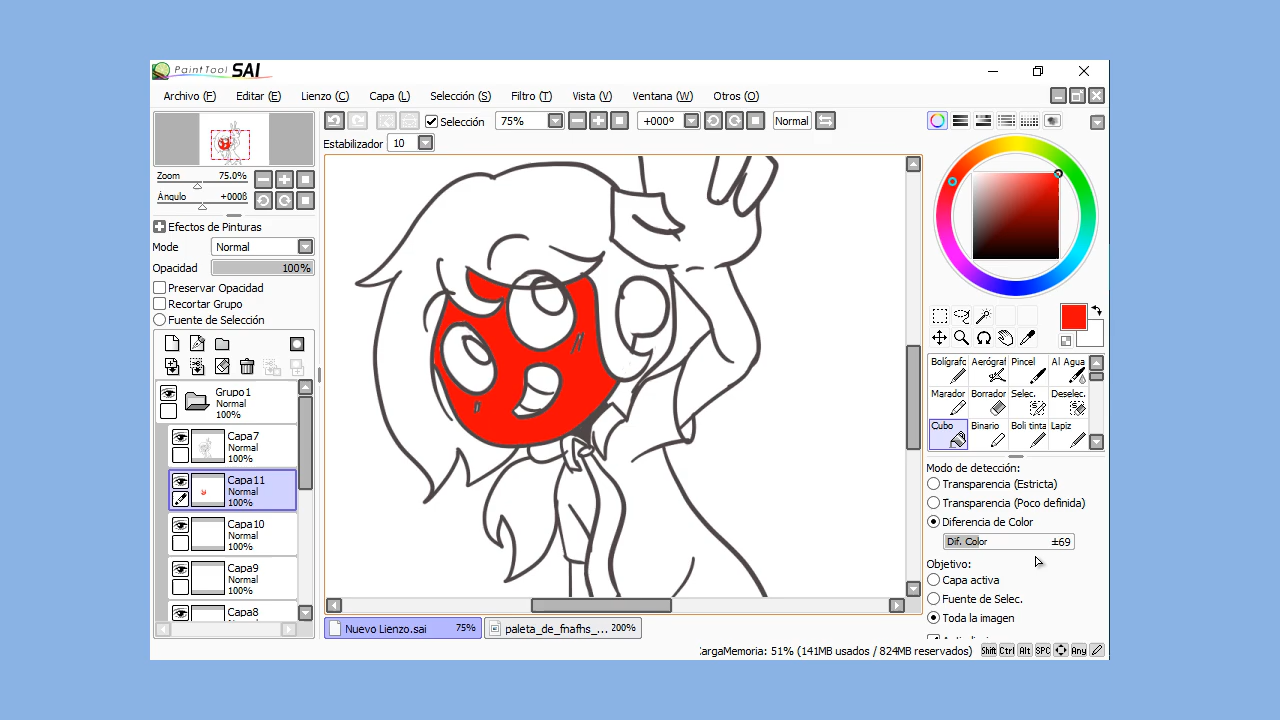 PaintTool SAI
Archivo (F) Editar (E) Lienzo (C) Capa (L) Selección (S) Filtro (T) Vista (V) Ventana (W) Otros (O)
Selección 75% +000º Normal
Estabilizador 10
Zoom 75.0%
Ángulo +000ß
Efectos de Pinturas
Mode Normal
Opacidad 100%
Preservar Opacidad
Recortar Grupo
Fuente de Selección
Grupo1
Normal
100%
Capa7
Normal
100%
Capa11
Normal
100%
Capa10
Normal
100%
Capa9
Normal
100%
Capa8
Nuevo Lienzo.sai 75% paleta_de_fnafhs_... 200%
Bolígrafo Aerógraf Pincel Al Agua
Marador Borrador Selec. Deselec.
Cubo Binario Boli tinta Lapiz
Modo de detección:
Transparencia (Estricta)
Transparencia (Poco definida)
Diferencia de Color
Dif. Color ±69
Objetivo:
Capa activa
Fuente de Selec.
Toda la imagen
argaMemoria: 51% (141MB usados / 824MB reservados) Shift Ctrl Alt SPC Any